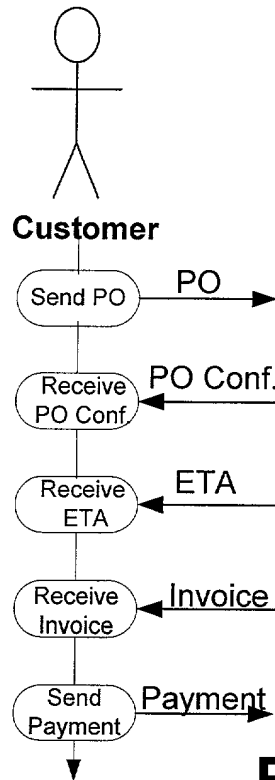 Customer
Send PO
PO
Receive
PO Conf.
PO Conf.
Receive
ETA
ETA
Receive
Invoice
Invoice
Send
Payment
Payment